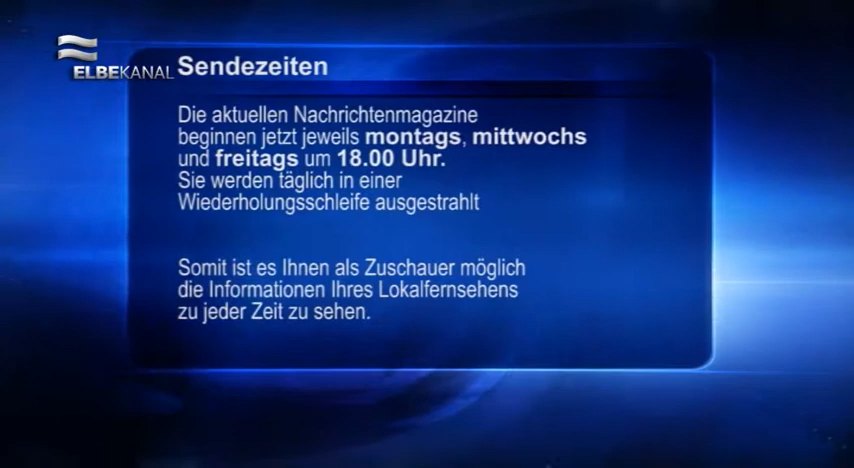 ELBEKANAL
Sendezeiten
Die aktuellen Nachrichtenmagazine
beginnen jetzt jeweils montags, mittwochs
und freitags um 18.00 Uhr.
Sie werden täglich in einer
Wiederholungsschleife ausgestrahlt
Somit ist es Ihnen als Zuschauer möglich
die Informationen Ihres Lokalfernsehens
zu jeder Zeit zu sehen.